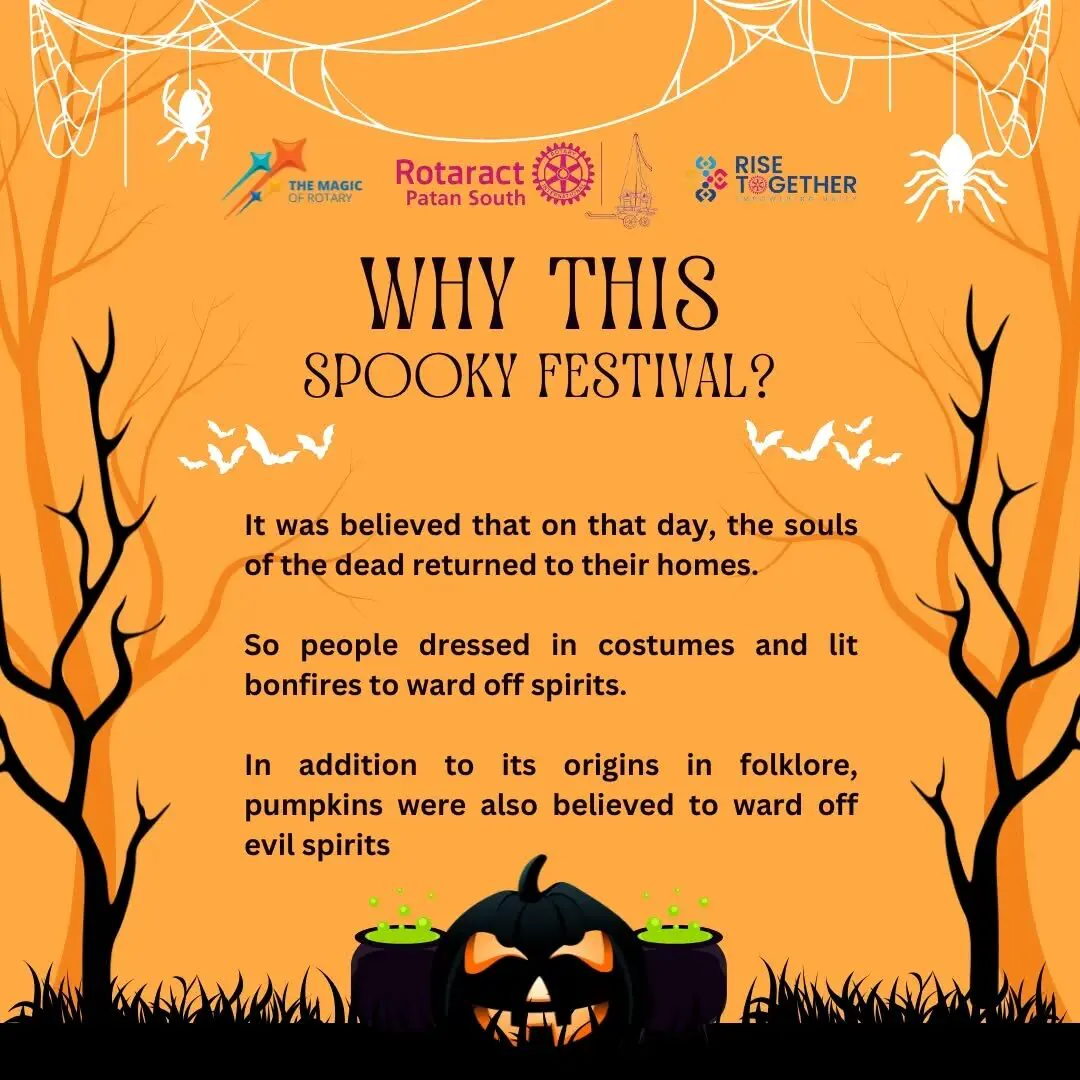 THE MAGIC
OF ROTARY
Rotaract
Patan South
RISE
TOGETHER
EMPOWERING UNITY
WHY THIS
SPOOKY FESTIVAL?
It was believed that on that day, the souls
of the dead returned to their homes.
So people dressed in costumes and lit
bonfires to ward off spirits.
In addition to its origins in folklore,
pumpkins were also believed to ward off
evil spirits